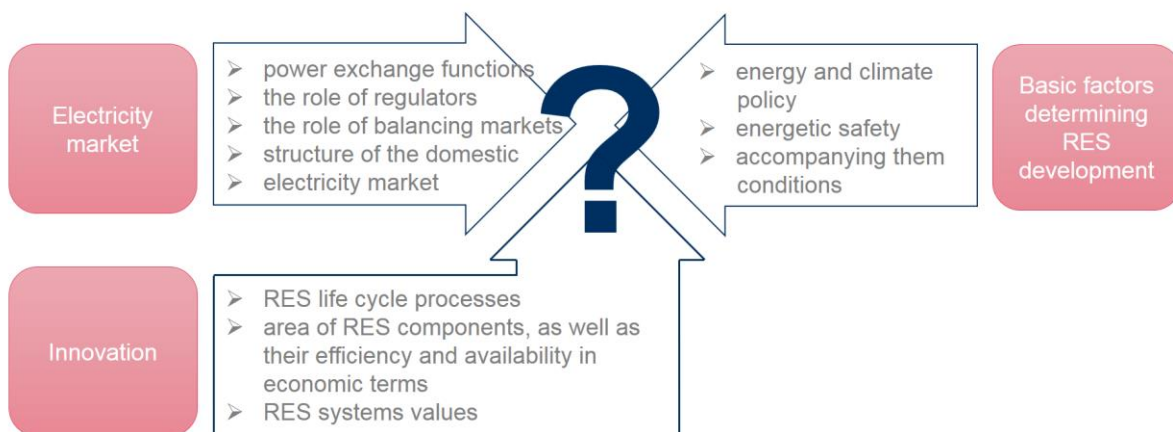 Electricity
market
➢ power exchange functions
➢ the role of regulators
➢ the role of balancing markets
➢ structure of the domestic
➢ electricity market
?
➢ energy and climate
policy
➢ energetic safety
➢ accompanying them
conditions
Basic factors
determining
RES
development
Innovation
➢ RES life cycle processes
➢ area of RES components, as well as
their efficiency and availability in
economic terms
➢ RES systems values